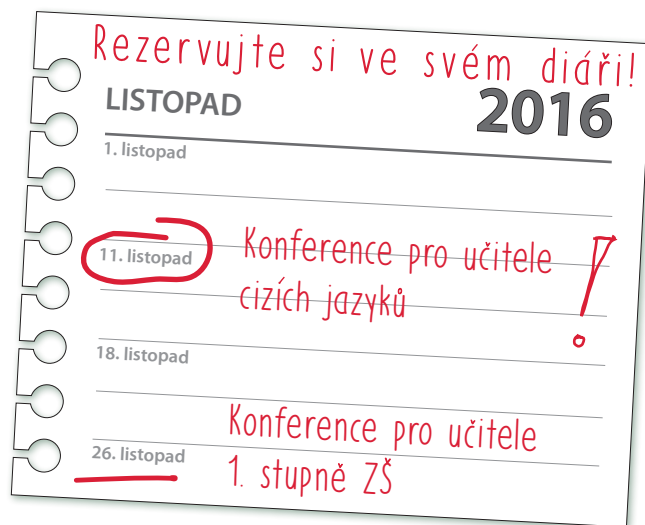 Rezervujte si ve svém diáři!
LISTOPAD 2016
1. listopad
11. listopad Konference pro učitele
cizích jazyků
!
18. listopad
Konference pro učitele
26. listopad 1. stupně ZŠ